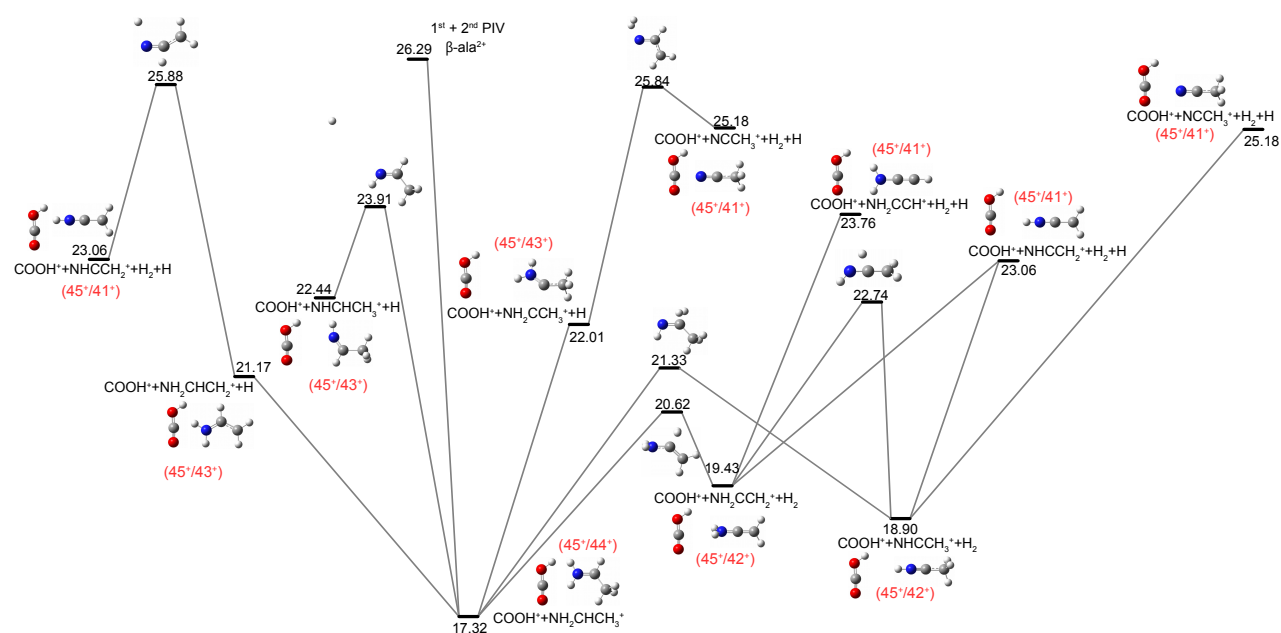 1ˢᵗ + 2ⁿᵈ PIV
β-ala²⁺
26.29
25.88
25.84
25.18
COOH⁺+NCCH₃⁺+H₂+H
(45⁺/41⁺)
COOH⁺+NCCH₃⁺+H₂+H
(45⁺/41⁺)
25.18
23.91
(45⁺/41⁺)
COOH⁺+NH₂CCH⁺+H₂+H
23.76
(45⁺/41⁺)
COOH⁺+NHCCH₂⁺+H₂+H
23.06
23.06
COOH⁺+NHCCH₂⁺+H₂+H
(45⁺/41⁺)
22.44
COOH⁺+NHCHCH₃⁺+H
(45⁺/43⁺)
(45⁺/43⁺)
COOH⁺+NH₂CCH₃⁺+H
22.01
22.74
21.33
21.17
COOH⁺+NH₂CHCH₂⁺+H
(45⁺/43⁺)
20.62
19.43
COOH⁺+NH₂CCH₂⁺+H₂
(45⁺/42⁺)
18.90
COOH⁺+NHCCH₃⁺+H₂
(45⁺/42⁺)
(45⁺/44⁺)
COOH⁺+NH₂CHCH₃⁺
17.32